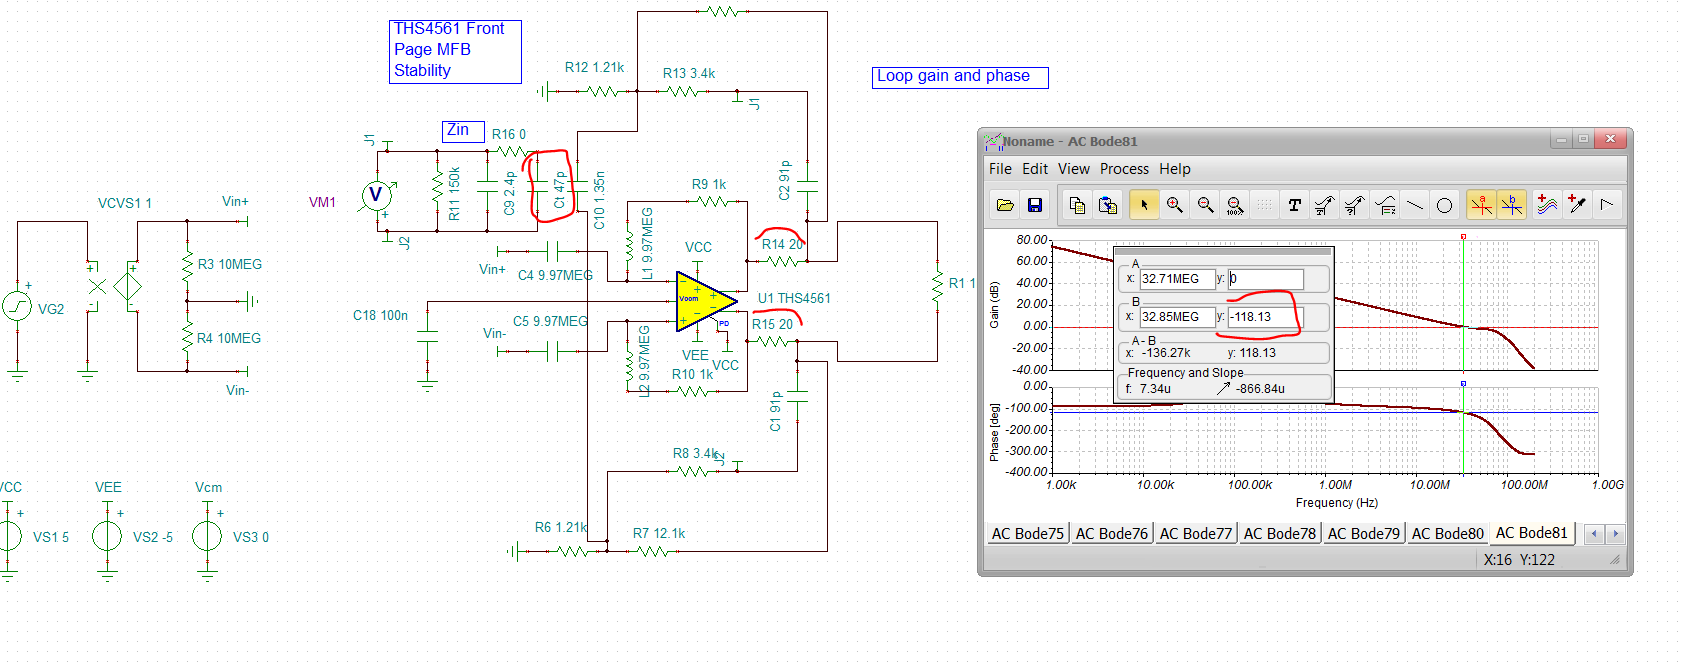 THS4561 Front
Page MFB
Stability
R12 1.21k
R13 3.4k
J1
Loop gain and phase
Zin
R16 0
J1
VM1
V
+
J2
R11 150k
C9 2.4p
Ct 47p
C10 1.35n
C2 91p
VCVS1 1
Vin+
R3 10MEG
R4 10MEG
Vin-
VG2
R9 1k
L1 9.97MEG
VCC
R14 20
Vin+
C4 9.97MEG
Vocm
U1 THS4561
R1 1
C18 100n
Vin-
C5 9.97MEG
PD
R15 20
VEE
VCC
L2 9.97MEG
R10 1k
C1 91p
R8 3.4k
J2
R6 1.21k
R7 12.1k
VCC
VEE
Vcm
VS1 5
VS2 -5
VS3 0
Noname - AC Bode81
File Edit View Process Help
100%
T
a
b
80.00
60.00
40.00
20.00
0.00
-20.00
-40.00
Gain (dB)
A
x: 32.71MEG y: 0
B
x: 32.85MEG y: -118.13
A - B
x: -136.27k y: 118.13
Frequency and Slope
f: 7.34u -866.84u
0.00
-100.00
-200.00
-300.00
-400.00
Phase [deg]
1.00k 10.00k 100.00k 1.00M 10.00M 100.00M 1.00G
Frequency (Hz)
AC Bode75 AC Bode76 AC Bode77 AC Bode78 AC Bode79 AC Bode80 AC Bode81
X:16 Y:122